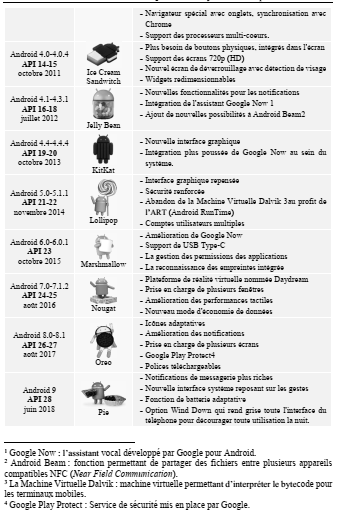 - Navigateur spécial avec onglets, synchronisation avec
Chrome
- Support des processeurs multi-coeurs.
Android 4.0-4.0.4
API 14-15
octobre 2011
Ice Cream
Sandwitch
- Plus besoin de boutons physiques, intégrés dans l'écran
- Support des écrans 720p (HD)
- Nouvel écran de déverrouillage avec détection de visage
- Widgets redimensionnables
Android 4.1-4.3.1
API 16-18
juillet 2012
Jelly Bean
- Nouvelles fonctionnalités pour les notifications
- Intégration de l'assistant Google Now 1
- Ajout de nouvelles possibilités à Android Beam2
Android 4.4-4.4.4
API 19-20
octobre 2013
KitKat
- Nouvelle interface graphique
- Intégration plus poussée de Google Now au sein du
système.
Android 5.0-5.1.1
API 21-22
novembre 2014
Lollipop
- Interface graphique repensée
- Sécurité renforcée
- Abandon de la Machine Virtuelle Dalvik 3au profit de
l'ART (Android RunTime)
- Comptes utilisateurs multiples
Android 6.0-6.0.1
API 23
octobre 2015
Marshmallow
- Amélioration de Google Now
- Support de USB Type-C
- La gestion des permissions des applications
- La reconnaissance des empreintes intégrée
Android 7.0-7.1.2
API 24-25
août 2016
Nougat
- Plateforme de réalité virtuelle nommée Daydream
- Prise en charge de plusieurs fenêtres
- Amélioration des performances tactiles
- Nouveau mode d'économie de données
Android 8.0-8.1
API 26-27
août 2017
Oreo
- Icônes adaptatives
- Amélioration des notifications
- Prise en charge de plusieurs écrans
- Google Play Protect4
- Polices téléchargeables
Android 9
API 28
juin 2018
Pie
- Notifications de messagerie plus riches
- Nouvelle interface système reposant sur les gestes
- Fonction de batterie adaptative
- Option Wind Down qui rend grise toute l'interface du
téléphone pour décourager toute utilisation la nuit.
1 Google Now : l'assistant vocal développé par Google pour Android.
2 Android Beam : fonction permettant de partager des fichiers entre plusieurs appareils
compatibles NFC (Near Field Communication).
3 La Machine Virtuelle Dalvik : machine virtuelle permettant d'interpréter le bytecode pour
les terminaux mobiles.
4 Google Play Protect : Service de sécurité mis en place par Google.